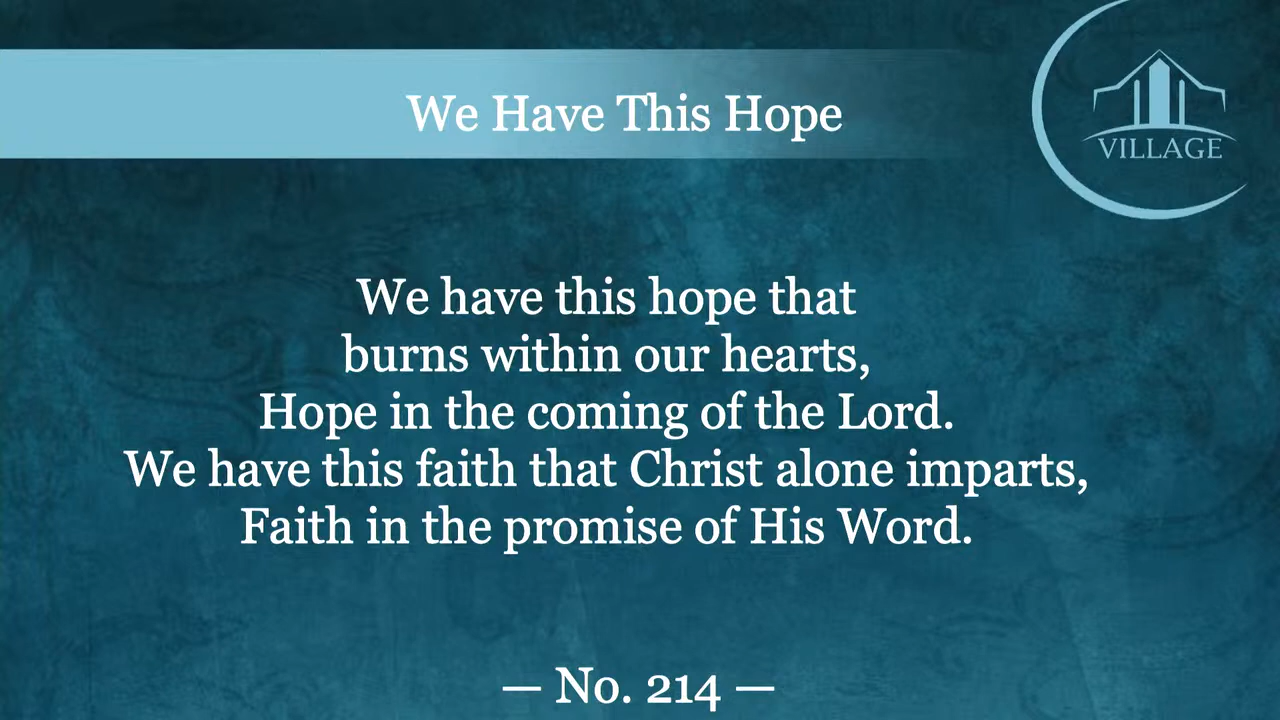 We Have This Hope
VILLAGE
We have this hope that
burns within our hearts,
Hope in the coming of the Lord.
We have this faith that Christ alone imparts,
Faith in the promise of His Word.
— No. 214 —